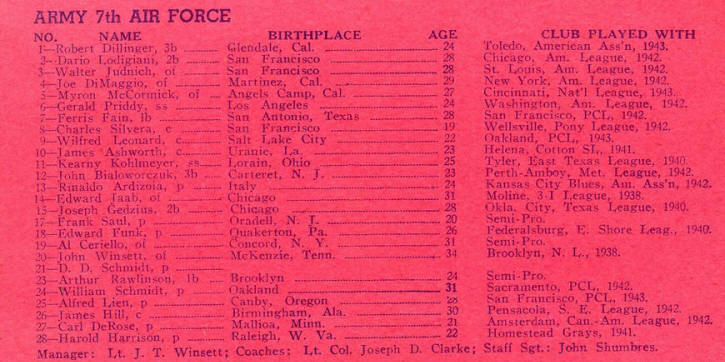 ARMY 7th AIR FORCE
NO. NAME BIRTHPLACE AGE CLUB PLAYED WITH
1—Robert Dillinger, 3b Glendale, Cal. 24 Toledo, American Ass'n, 1943.
2—Dario Lodigiani, 2b San Francisco 28 Chicago, Am. League, 1942.
3—Walter Judnich, of San Francisco 28 St. Louis, Am. League, 1942.
4—Joe DiMaggio, of Martinez, Cal. 29 New York, Am. League, 1942.
5—Myron McCormick, of Angels Camp, Cal. 27 Cincinnati, Nat'l League, 1943.
6—Gerald Priddy, ss Los Angeles 24 Washington, Am. League, 1942.
7—Ferris Fain, 1b San Antonio, Texas 28 San Francisco, PCL, 1942.
8—Charles Silvera, c San Francisco 19 Wellsville, Pony League, 1942.
9—Wilfred Leonard, c Salt Lake City 22 Oakland, PCL, 1943.
10—James Ashworth, c Uranie, La. 23 Helena, Cotton SL, 1941.
11—Kearny Kohlmeyer, ss Lorain, Ohio 25 Tyler, East Texas League, 1940.
12—John Bialoworczuk, 3b Carteret, N. J. 23 Perth-Amboy, Met. League, 1942.
13—Rinaldo Ardizoia, p Italy 24 Kansas City Blues, Am. Ass'n, 1942.
14—Edward Jaab, of Chicago 31 Moline, 3-I League, 1938.
15—Joseph Gedzius, 2b Chicago 28 Okla. City, Texas League, 1940.
17—Frank Saul, p Oradell, N. J. 20 Semi-Pro.
18—Edward Funk, p Quakerton, Pa. 26 Federalsburg, E. Shore Leag., 1940.
19—Al Ceriello, of Concord, N. Y. 31 Semi-Pro.
20—John Winsett, of McKenzie, Tenn. 34 Brooklyn, N. L., 1938.
21—D. D. Schmidt, p
23—Arthur Rawlinson, 1b Brooklyn 24 Semi-Pro.
24—William Schmidt, p Oakland 31 Sacramento, PCL, 1942.
25—Alfred Lien, p Canby, Oregon 28 San Francisco, PCL, 1943.
26—James Hill, c Birmingham, Ala. 30 Pensacola, S. E. League, 1942.
27—Carl DeRose, p Mallioa, Minn. 21 Amsterdam, Can.-Am. League, 1942.
28—Harold Harrison, p Raleigh, W. Va. 22 Homestead Grays, 1941.
Manager: Lt. J. T. Winsett; Coaches: Lt. Col. Joseph D. Clarke; Staff Sgt.: John Shumbres.